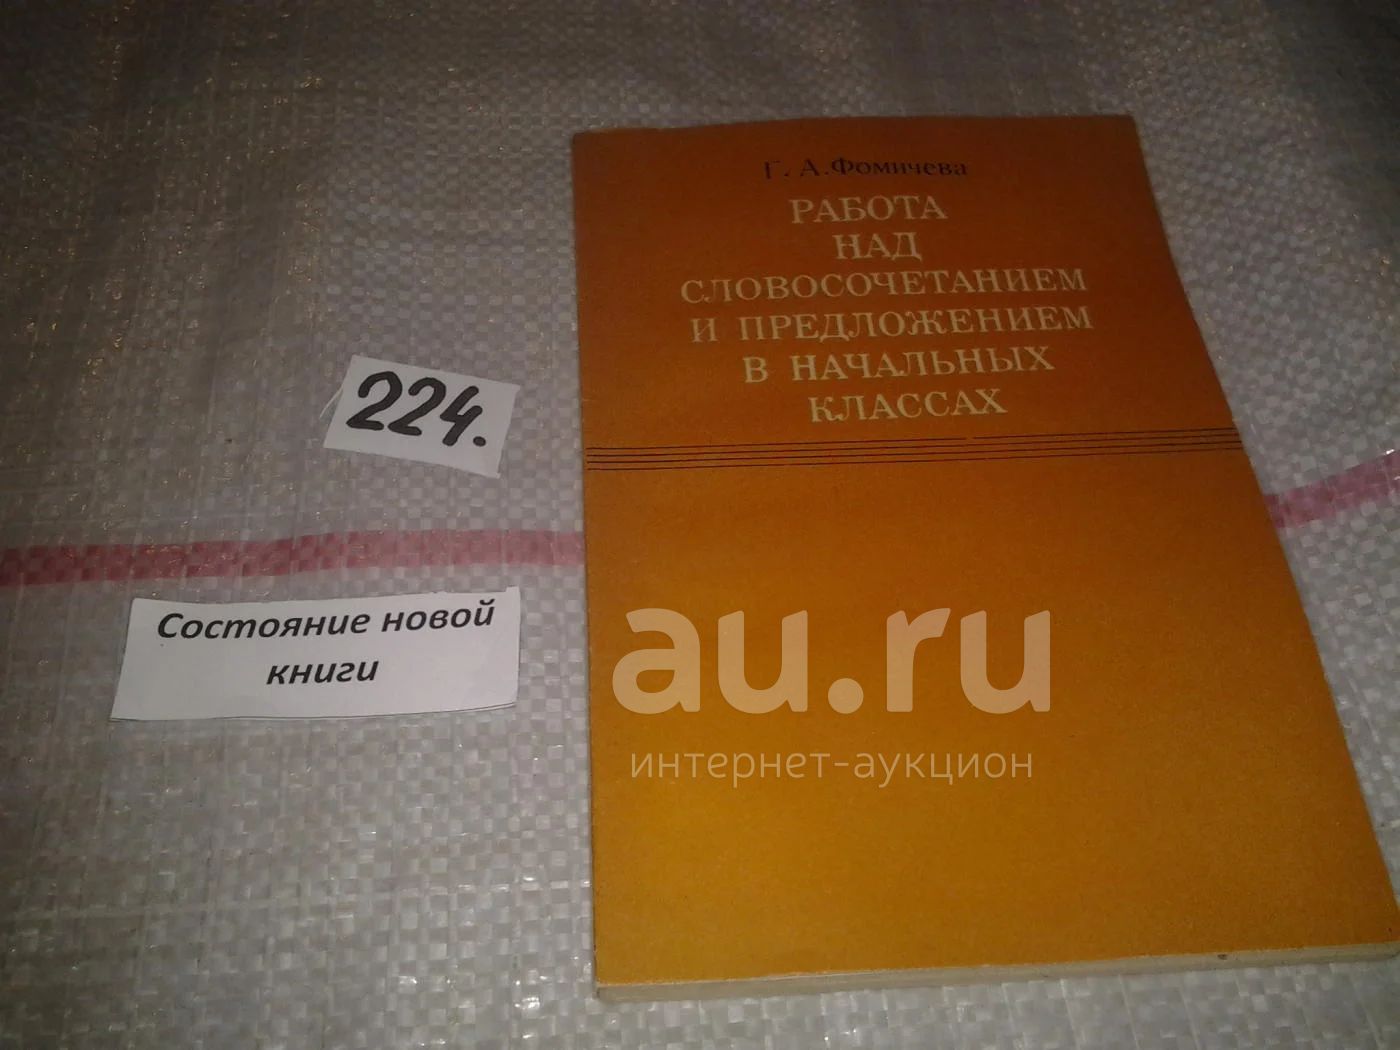 Г. А. Фомичева
РАБОТА
НАД
СЛОВОСОЧЕТАНИЕМ
И ПРЕДЛОЖЕНИЕМ
В НАЧАЛЬНЫХ
КЛАССАХ
224.
Состояние новой
книги
au.ru
интернет-аукцион